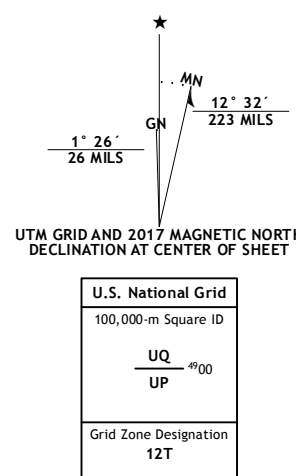 ★
MN
GN
12° 32´
223 MILS
1° 26´
26 MILS
UTM GRID AND 2017 MAGNETIC NORTH
DECLINATION AT CENTER OF SHEET
U.S. National Grid
100,000-m Square ID
UQ
4900
UP
Grid Zone Designation
12T